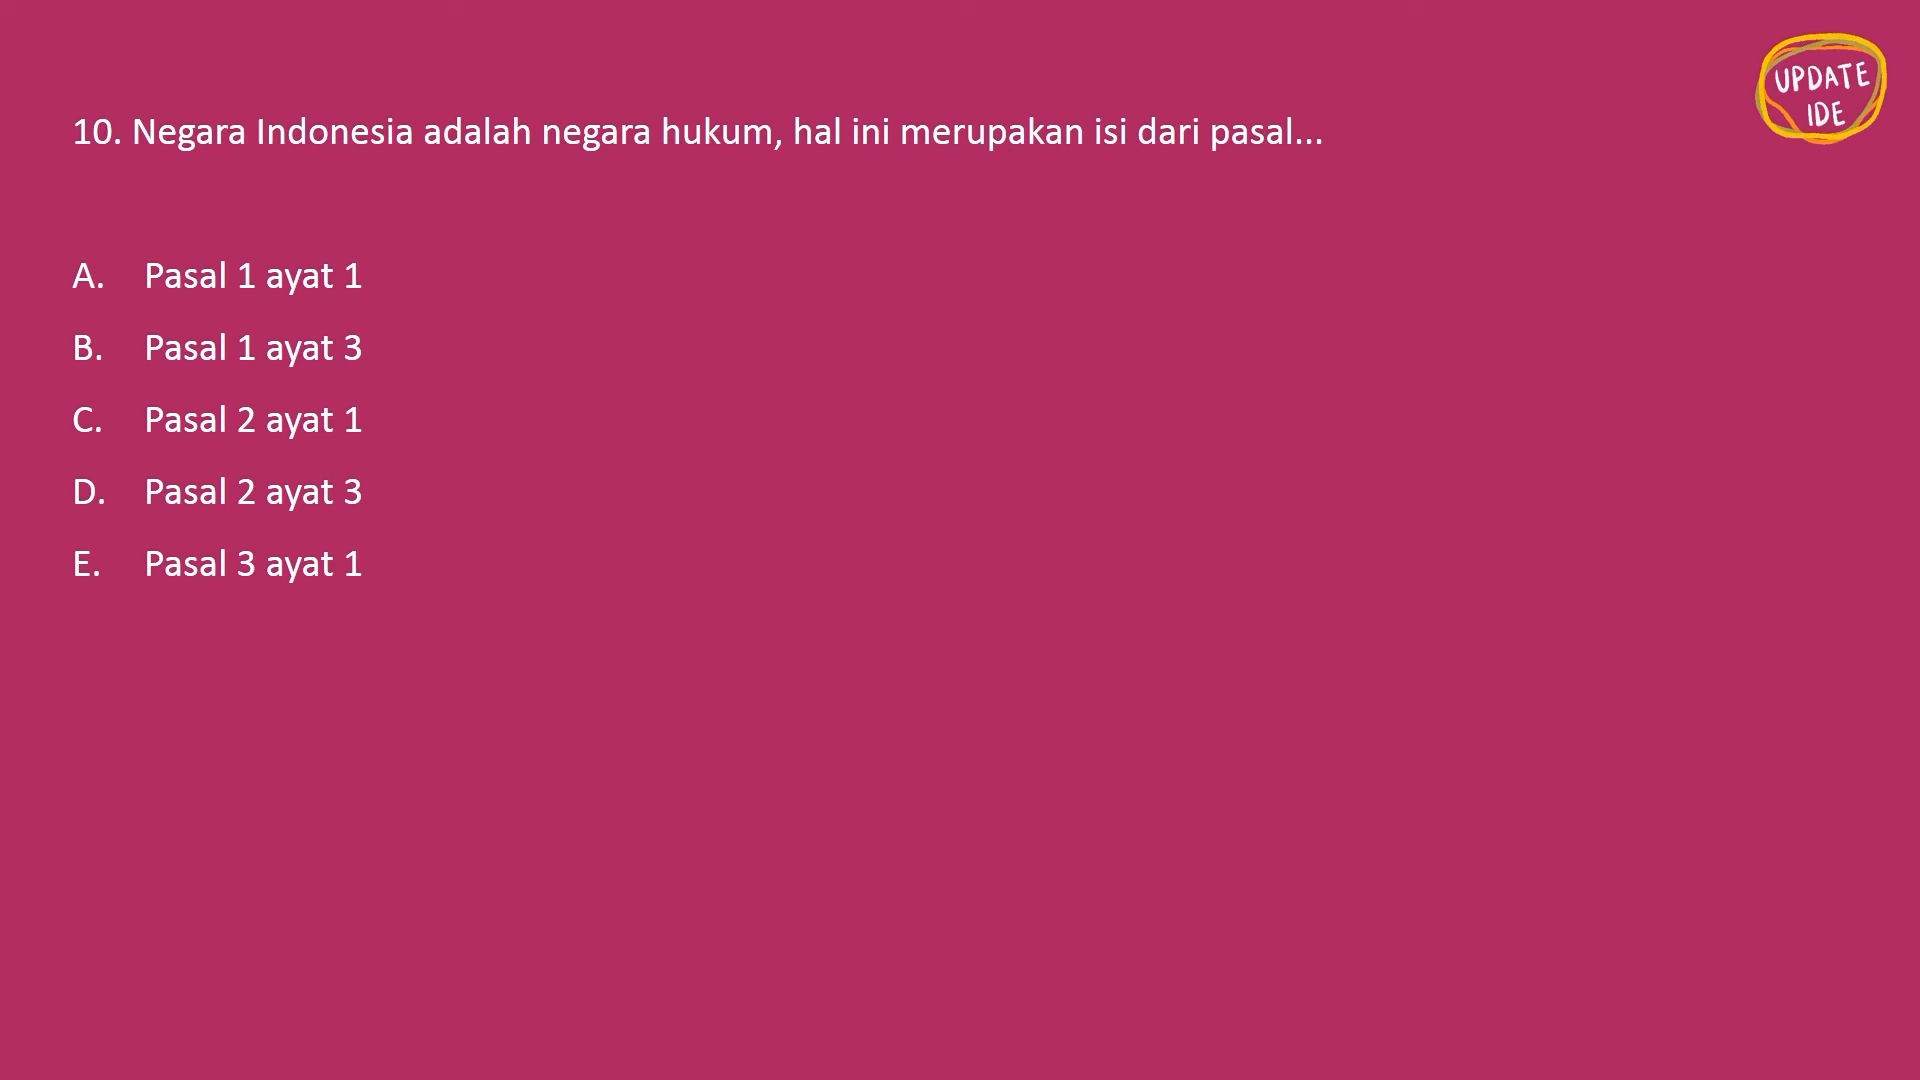 UPDATE
IDE
10. Negara Indonesia adalah negara hukum, hal ini merupakan isi dari pasal...
A. Pasal 1 ayat 1
B. Pasal 1 ayat 3
C. Pasal 2 ayat 1
D. Pasal 2 ayat 3
E. Pasal 3 ayat 1